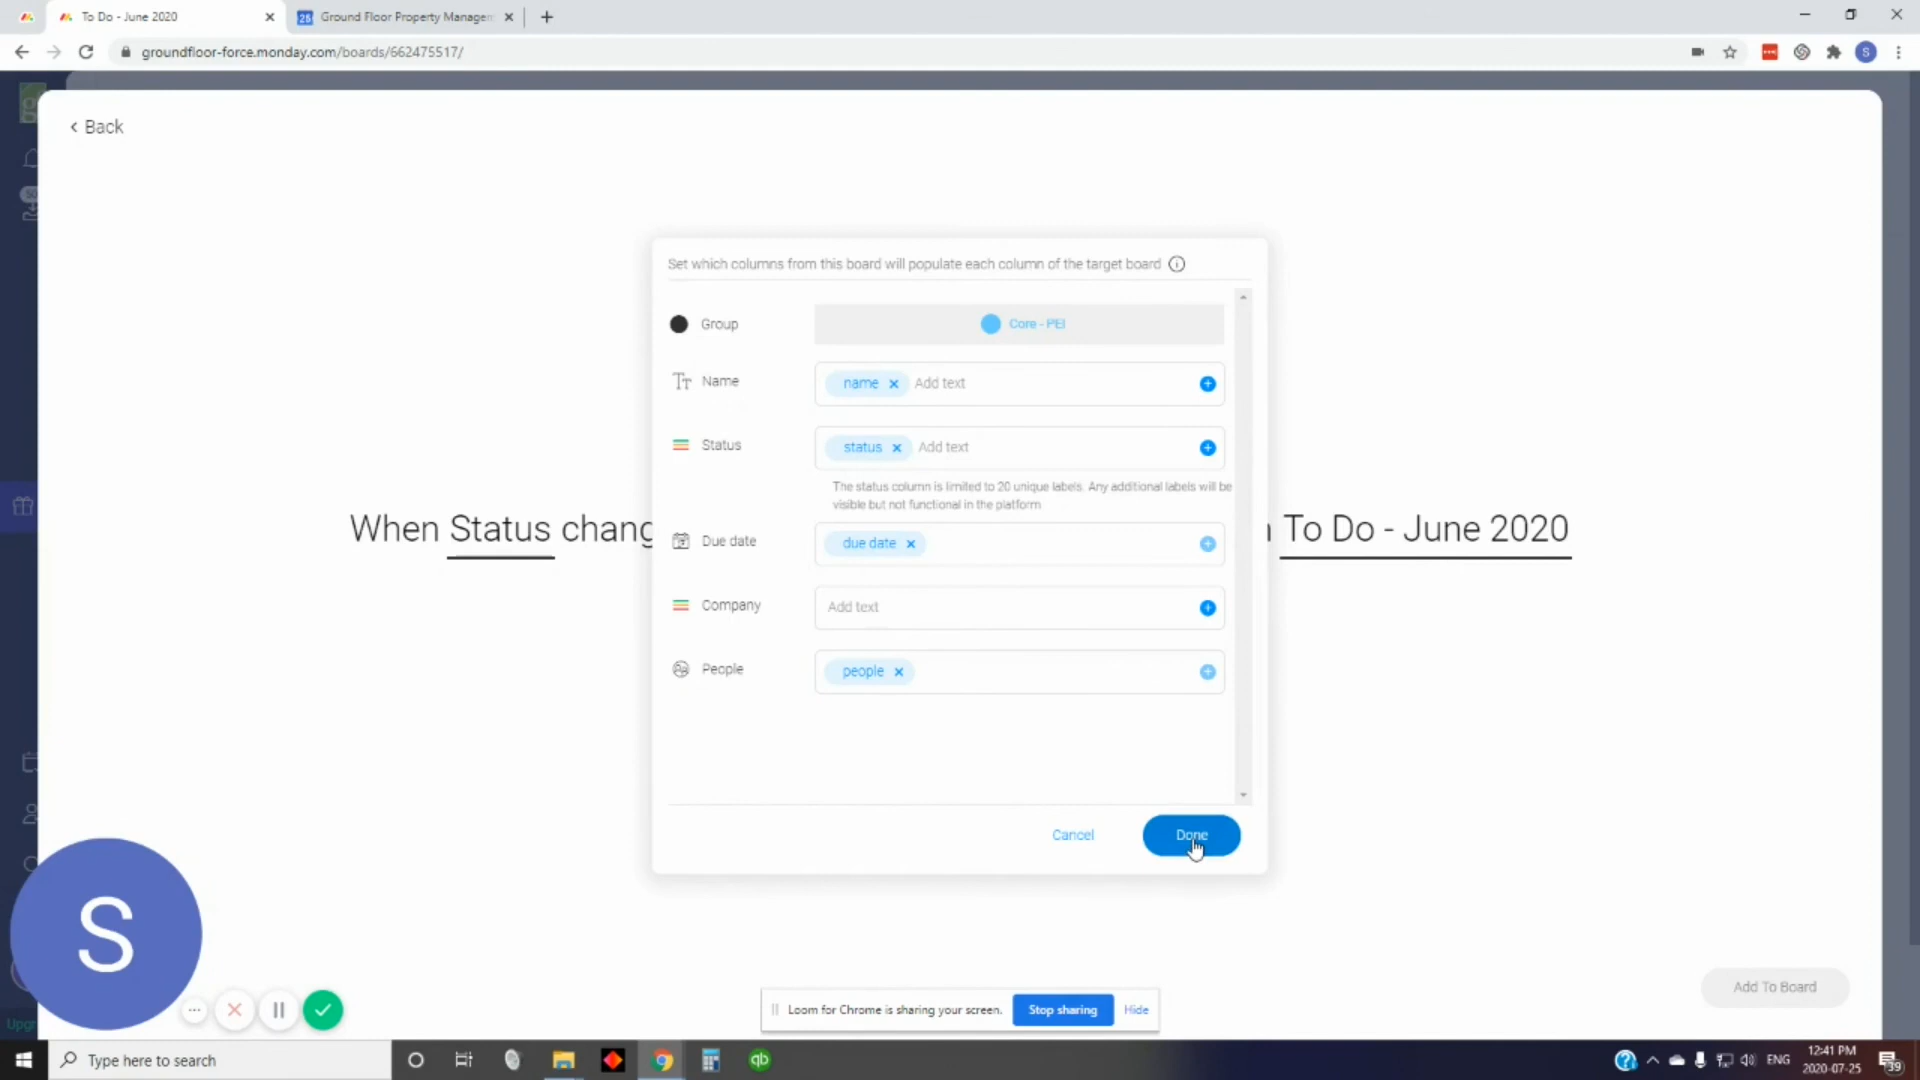 To Do - June 2020
25
Ground Floor Property Managem
groundfloor-force.monday.com/boards/662475517/
S
< Back
Set which columns from this board will populate each column of the target board
Group
Core - PEI
Name
name
Add text
Status
status
Add text
The status column is limited to 20 unique labels. Any additional labels will be
visible but not functional in the platform
When Status chang
To Do - June 2020
Due date
due date
Company
Add text
People
people
Cancel
Done
S
Add To Board
Loom for Chrome is sharing your screen.
Stop sharing
Hide
Upgr
Type here to search
qb
ENG
12:41 PM
2020-07-25
39